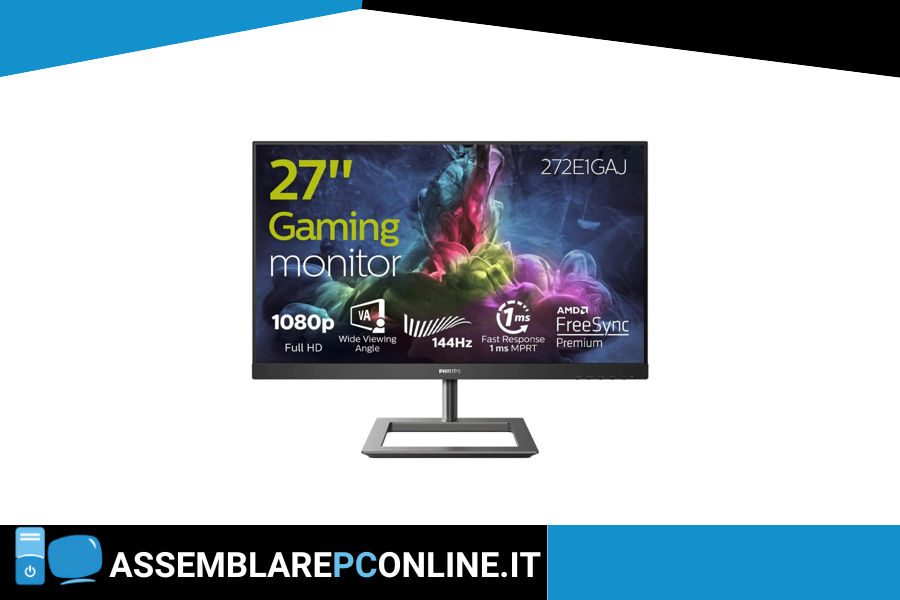 27"
Gaming
monitor
272E1GAJ
1080p
Full HD
VA
Wide Viewing
Angle
144Hz
1ms
Fast Response
1 ms MPRT
AMD
FreeSync
Premium
PHILIPS
ASSEMBLAREPCONLINE.IT